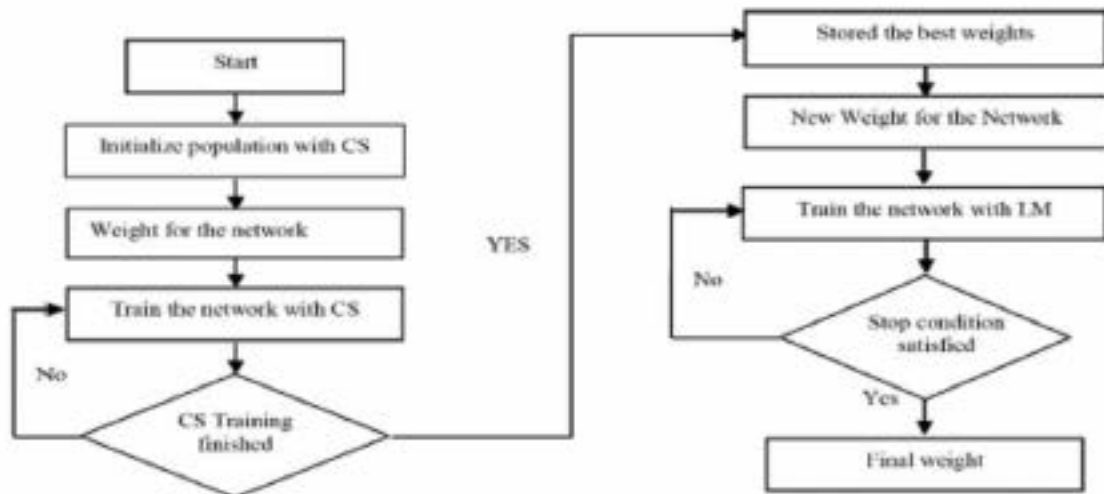 Start
Initialize population with CS
Weight for the network
Train the network with CS
No
CS Training
finished
YES
Stored the best weights
New Weight for the Network
Train the network with LM
No
Stop condition
satisfied
Yes
Final weight